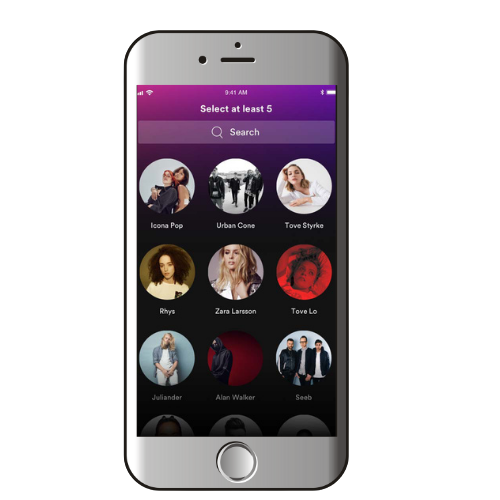 9:41 AM
Select at least 5
Search
Icona Pop
Urban Cone
Tove Styrke
Rhys
Zara Larsson
Tove Lo
Juliander
Alan Walker
Seeb